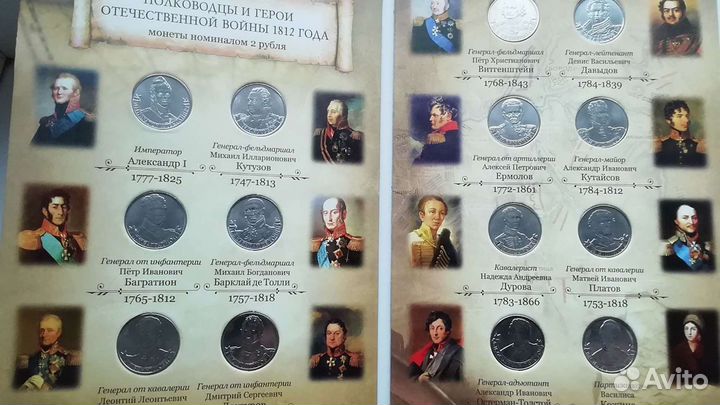 ПОЛКОВОДЦЫ И ГЕРОИ
ОТЕЧЕСТВЕННОЙ ВОЙНЫ 1812 ГОДА
монеты номиналом 2 рубля
Император
Александр I
1777-1825
Генерал-фельдмаршал
Михаил Илларионович
Кутузов
1747-1813
Генерал от инфантерии
Пётр Иванович
Багратион
1765-1812
Генерал-фельдмаршал
Михаил Богданович
Барклай де Толли
1757-1818
Генерал от кавалерии
Леонтий Леонтьевич
Генерал от инфантерии
Дмитрий Сергеевич
Генерал-фельдмаршал
Пётр Христианович
Витгенштейн
1768-1843
Генерал-лейтенант
Денис Васильевич
Давыдов
1784-1839
Генерал от артиллерии
Алексей Петрович
Ермолов
1772-1861
Генерал-майор
Александр Иванович
Кутайсов
1784-1812
Кавалерист
Надежда Андреевна
Дурова
1783-1866
Генерал от кавалерии
Матвей Иванович
Платов
1753-1818
Генерал-адъютант
Александр Иванович
Остерман-Толстой
Василиса
Avito